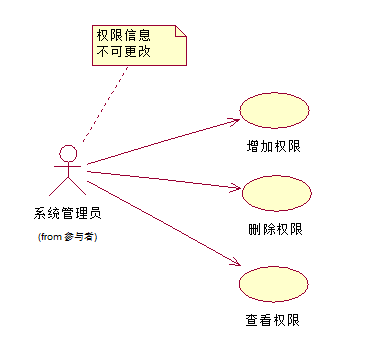 权限信息
不可更改
增加权限
系统管理员
(from 参与者)
删除权限
查看权限